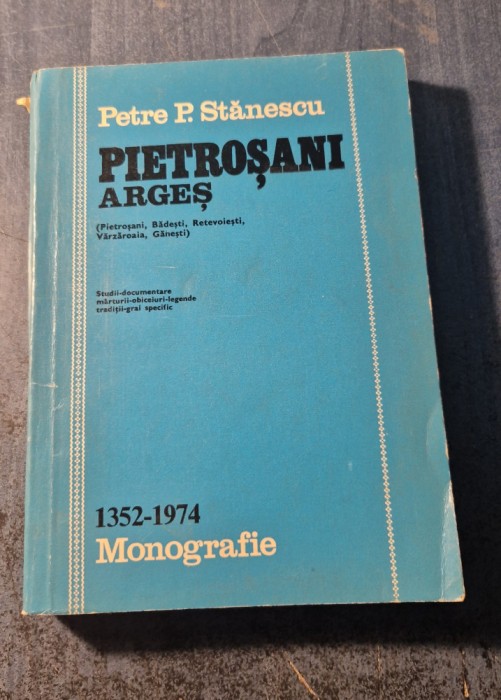 Petre P. Stănescu
PIETROȘANI
ARGEȘ
(Pietroșani, Bădești, Retevoiești,
Vărzăroaia, Gănești)
Studii-documentare
mărturii-obiceiuri-legende
tradiții-grai specific
1352-1974
Monografie